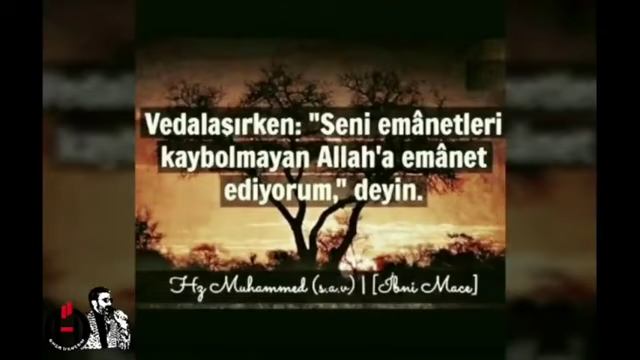 Vedalaşırken: "Seni emânetleri
kaybolmayan Allah'a emânet
ediyorum," deyin.
Hz Muhammed (s.a.v.) | [İbni Mace]